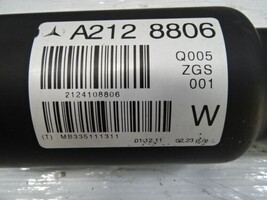 A212 8806
Q005
ZGS
001
2124108806
W
(T) MB335111311
01.12.11